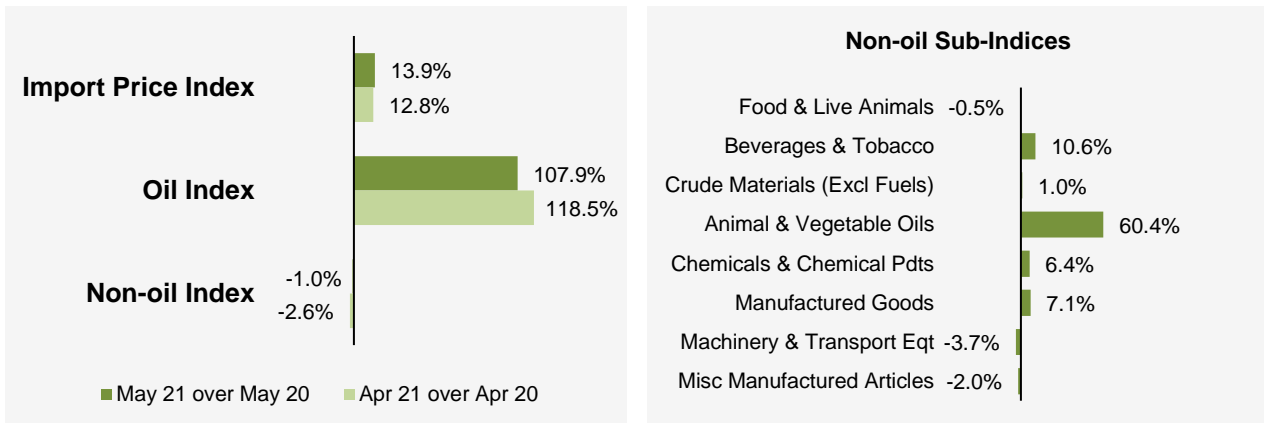 Import Price Index
13.9%
12.8%
Oil Index
107.9%
118.5%
Non-oil Index
-1.0%
-2.6%
May 21 over May 20
Apr 21 over Apr 20
Non-oil Sub-Indices
Food & Live Animals -0.5%
Beverages & Tobacco 10.6%
Crude Materials (Excl Fuels) 1.0%
Animal & Vegetable Oils 60.4%
Chemicals & Chemical Pdts 6.4%
Manufactured Goods 7.1%
Machinery & Transport Eqt -3.7%
Misc Manufactured Articles -2.0%